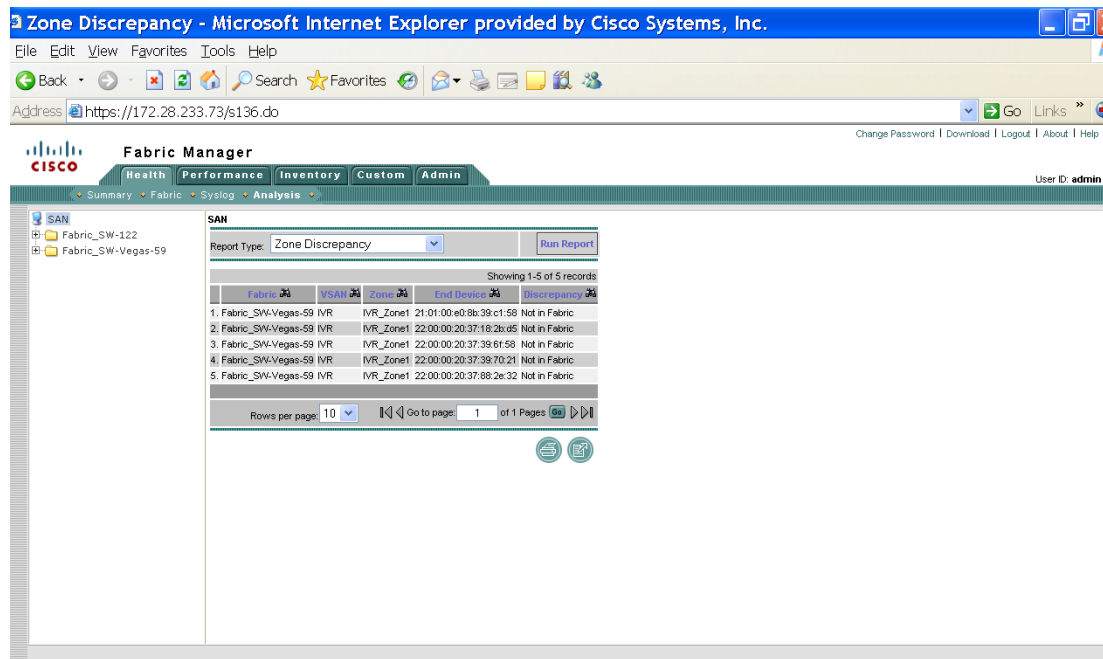 Zone Discrepancy - Microsoft Internet Explorer provided by Cisco Systems, Inc.
File Edit View Favorites Tools Help
Back Search Favorites
Address https://172.28.233.73/s136.do Go Links »
Change Password | Download | Logout | About | Help
CISCO Fabric Manager
Health Performance Inventory Custom Admin
User ID: admin
Summary Fabric Syslog Analysis
SAN
Fabric_SW-122
Fabric_SW-Vegas-59
SAN
Report Type: Zone Discrepancy Run Report
Showing 1-5 of 5 records
Fabric VSAN Zone End Device Discrepancy
1. Fabric_SW-Vegas-59 IVR IVR_Zone1 21:01:00:e0:8b:39:c1:58 Not in Fabric
2. Fabric_SW-Vegas-59 IVR IVR_Zone1 22:00:00:20:37:18:2b:d5 Not in Fabric
3. Fabric_SW-Vegas-59 IVR IVR_Zone1 22:00:00:20:37:39:6f:58 Not in Fabric
4. Fabric_SW-Vegas-59 IVR IVR_Zone1 22:00:00:20:37:39:70:21 Not in Fabric
5. Fabric_SW-Vegas-59 IVR IVR_Zone1 22:00:00:20:37:88:2e:32 Not in Fabric
Rows per page: 10 Go to page: 1 of 1 Pages Go